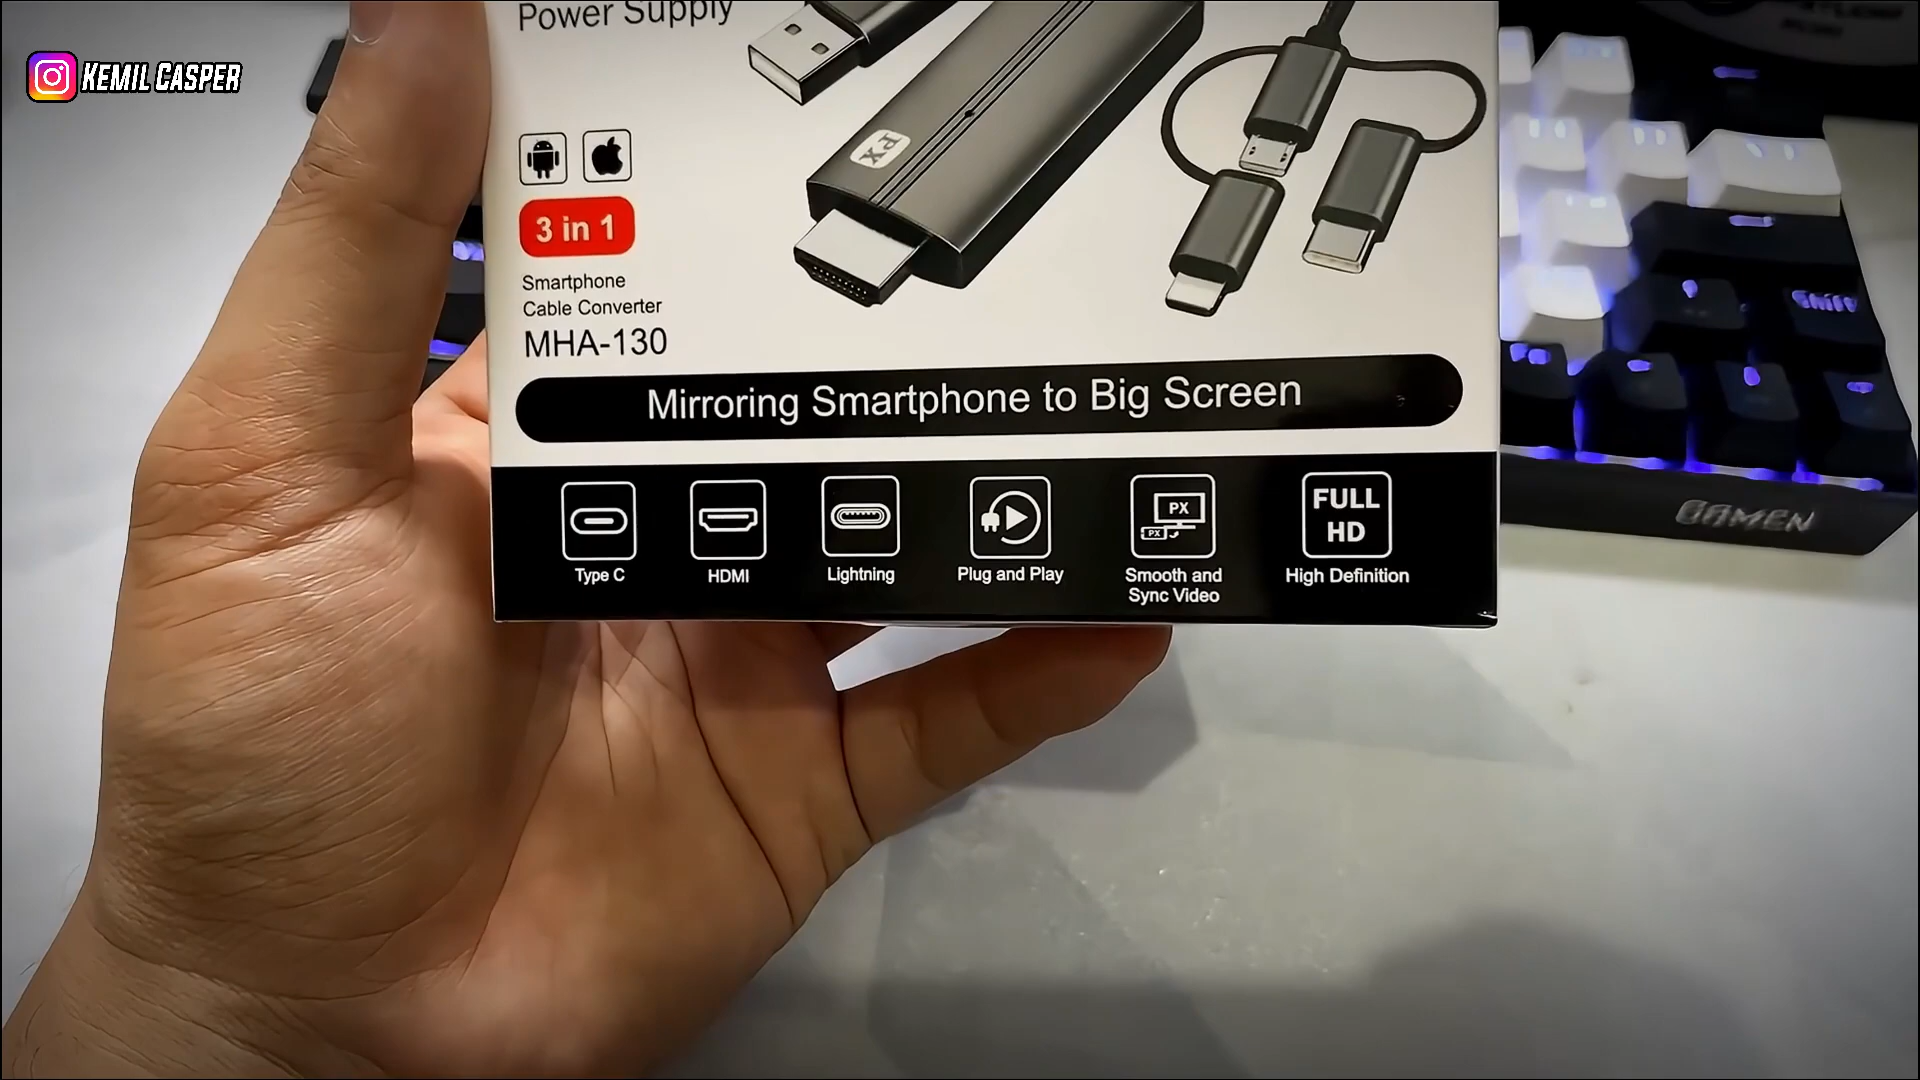 KEMIL CASPER
Power Supply
PX
3 in 1
Smartphone
Cable Converter
MHA-130
Mirroring Smartphone to Big Screen
Type C
HDMI
Lightning
Plug and Play
PX
PX
Smooth and
Sync Video
FULL
HD
High Definition
Shift
GAMEN